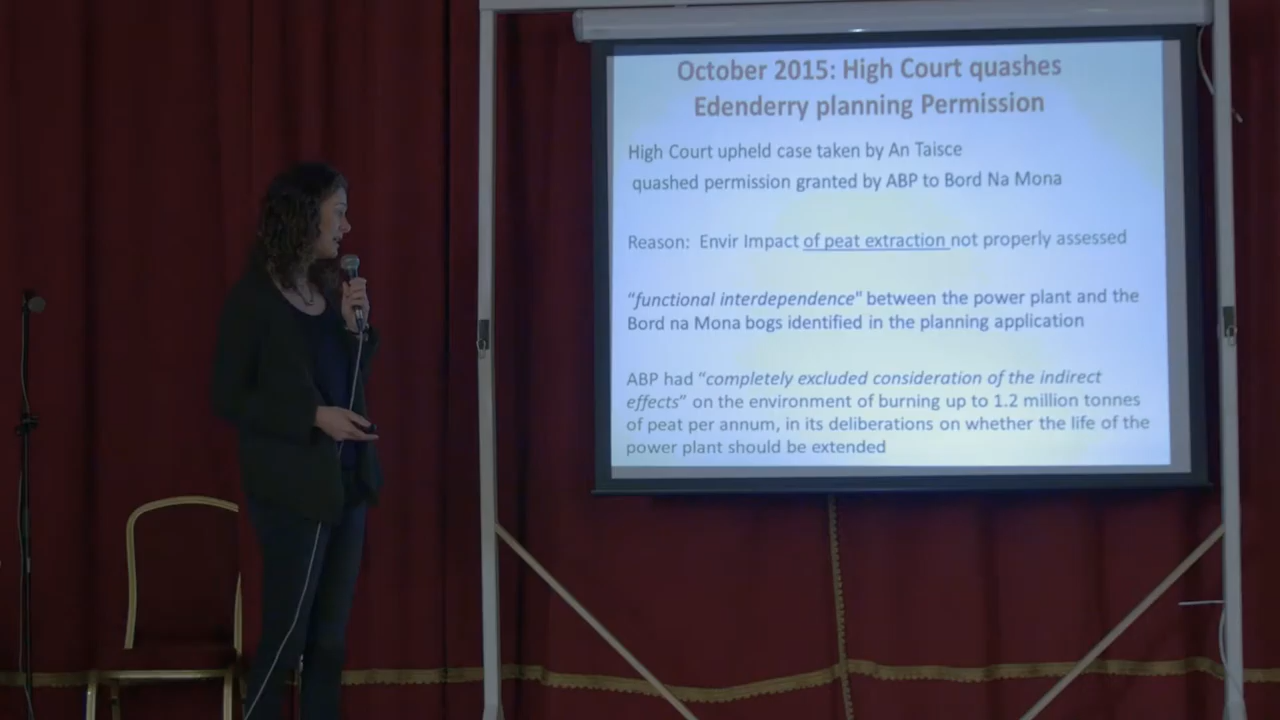 October 2015: High Court quashes
Edenderry planning Permission
High Court upheld case taken by An Taisce
quashed permission granted by ABP to Bord Na Mona
Reason: Envir Impact of peat extraction not properly assessed
“functional interdependence” between the power plant and the
Bord na Mona bogs identified in the planning application
ABP had “completely excluded consideration of the indirect
effects” on the environment of burning up to 1.2 million tonnes
of peat per annum, in its deliberations on whether the life of the
power plant should be extended